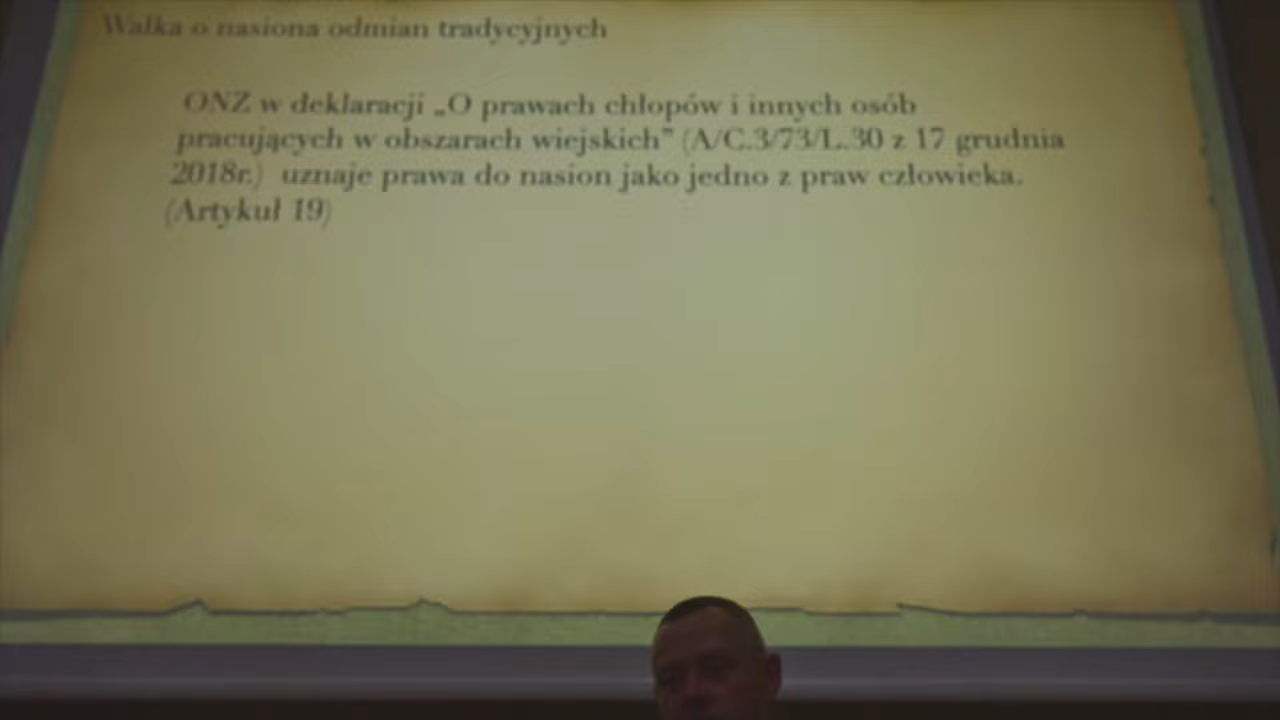 Walka o nasiona odmian tradycyjnych
ONZ w deklaracji „O prawach chłopów i innych osób
pracujących w obszarach wiejskich” (A/C.3/73/L.30 z 17 grudnia
2018r.) uznaje prawa do nasion jako jedno z praw człowieka.
(Artykuł 19)